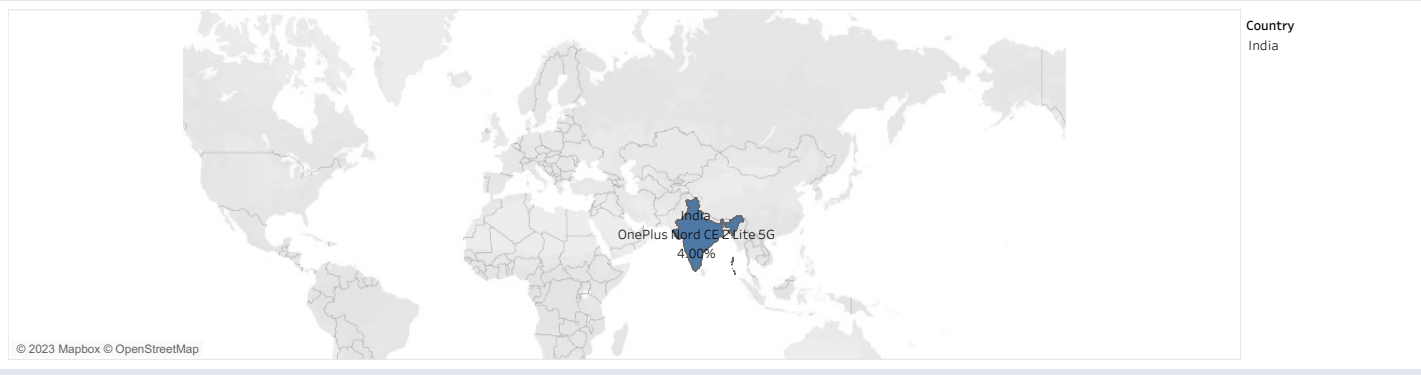 Country
India
India
OnePlus Nord CE 2 Lite 5G
4.00%
© 2023 Mapbox © OpenStreetMap